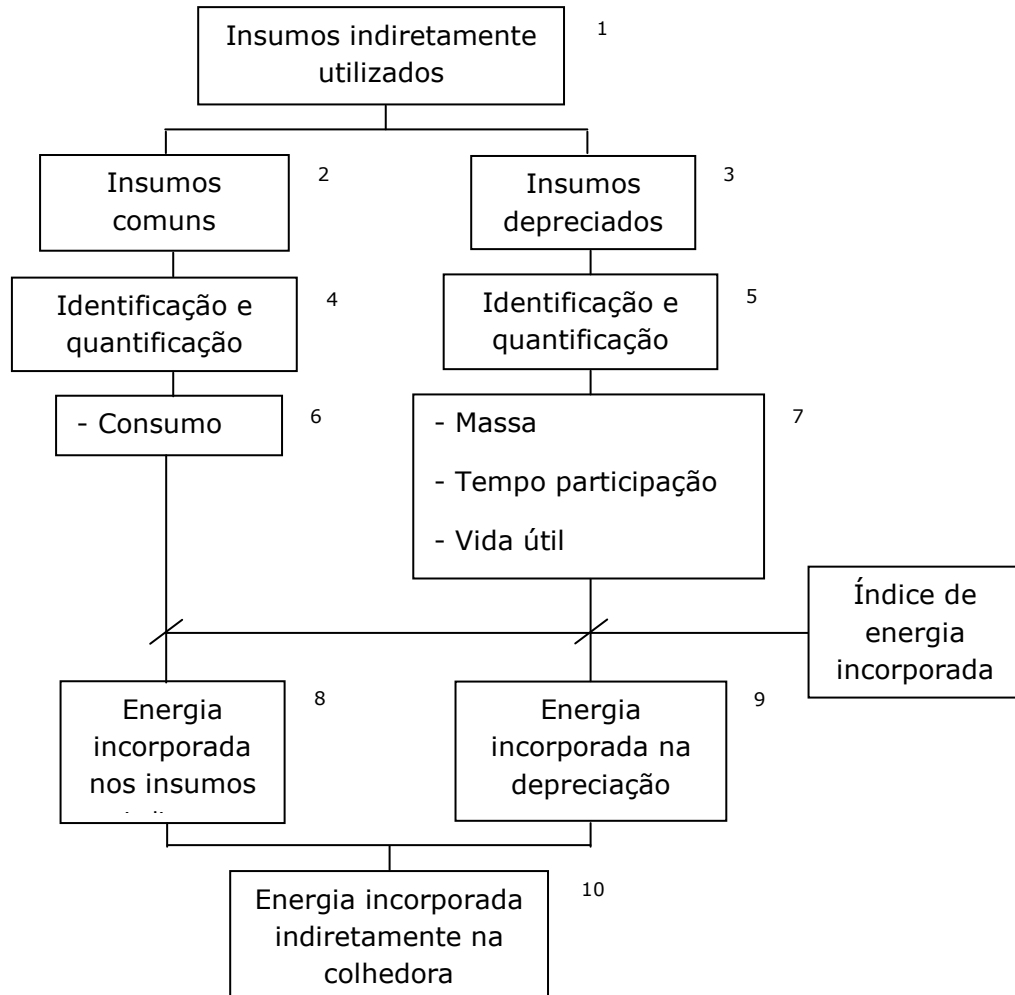 Insumos indiretamente
utilizados
1
Insumos
comuns
2
Insumos
depreciados
3
Identificação e
quantificação
4
Identificação e
quantificação
5
- Consumo
6
- Massa
- Tempo participação
- Vida útil
7
Índice de
energia
incorporada
Energia
incorporada
nos insumos
8
Energia
incorporada na
depreciação
9
Energia incorporada
indiretamente na
colhedora
10